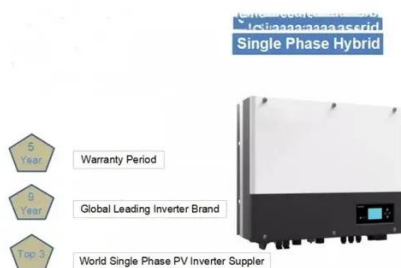 Single Phase Hybrid
5
Year
Warranty Period
9
Year
Global Leading Inverter Brand
Top 3
World Single Phase PV Inverter Suppler